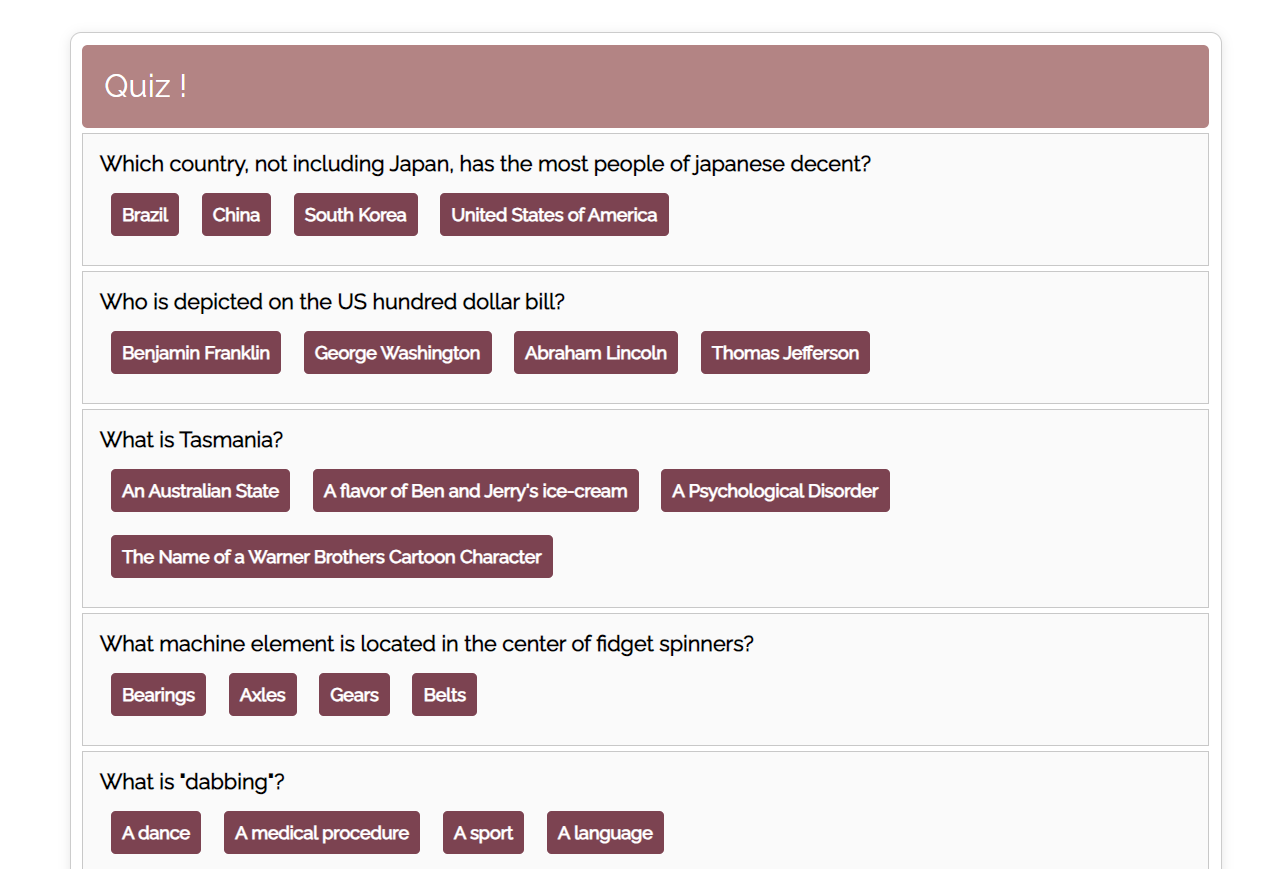 Quiz !
Which country, not including Japan, has the most people of japanese decent?
Brazil China South Korea United States of America
Who is depicted on the US hundred dollar bill?
Benjamin Franklin George Washington Abraham Lincoln Thomas Jefferson
What is Tasmania?
An Australian State A flavor of Ben and Jerry's ice-cream A Psychological Disorder
The Name of a Warner Brothers Cartoon Character
What machine element is located in the center of fidget spinners?
Bearings Axles Gears Belts
What is "dabbing"?
A dance A medical procedure A sport A language